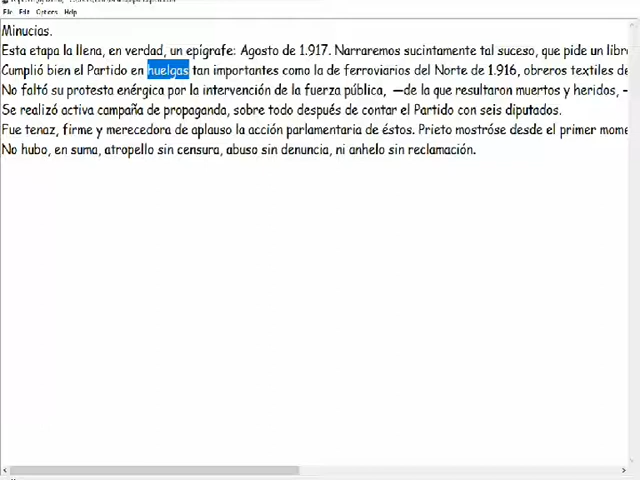 File Edit Options Help
Minucias.
Esta etapa la llena, en verdad, un epígrafe: Agosto de 1.917. Narraremos sucintamente tal suceso, que pide un libro
Cumplió bien el Partido en huelgas tan importantes como la de ferroviarios del Norte de 1.916, obreros textiles de
No faltó su protesta enérgica por la intervención de la fuerza pública, —de la que resultaron muertos y heridos, –
Se realizó activa campaña de propaganda, sobre todo después de contar el Partido con seis diputados.
Fue tenaz, firme y merecedora de aplauso la acción parlamentaria de éstos. Prieto mostróse desde el primer mome
No hubo, en suma, atropello sin censura, abuso sin denuncia, ni anhelo sin reclamación.